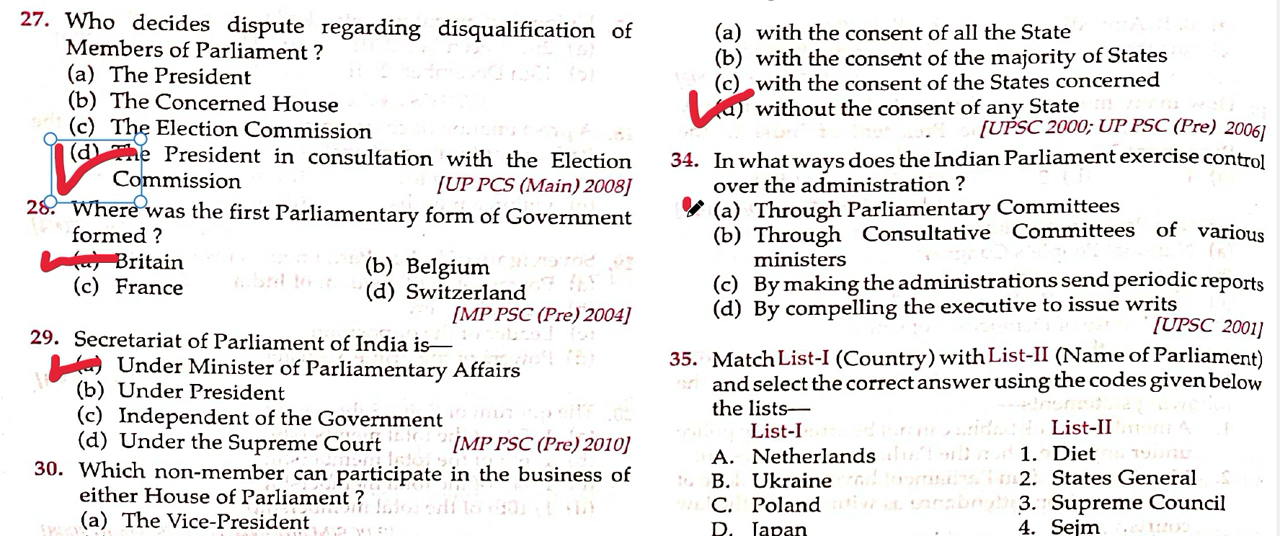 27. Who decides dispute regarding disqualification of
Members of Parliament ?
(a) The President
(b) The Concerned House
(c) The Election Commission
(d) The President in consultation with the Election
Commission [UP PCS (Main) 2008]
28. Where was the first Parliamentary form of Government
formed ?
(a) Britain (b) Belgium
(c) France (d) Switzerland
[MP PSC (Pre) 2004]
29. Secretariat of Parliament of India is—
(a) Under Minister of Parliamentary Affairs
(b) Under President
(c) Independent of the Government
(d) Under the Supreme Court [MP PSC (Pre) 2010]
30. Which non-member can participate in the business of
either House of Parliament ?
(a) The Vice-President
(a) with the consent of all the State
(b) with the consent of the majority of States
(c) with the consent of the States concerned
(d) without the consent of any State
[UPSC 2000; UP PSC (Pre) 2006]
34. In what ways does the Indian Parliament exercise control
over the administration ?
(a) Through Parliamentary Committees
(b) Through Consultative Committees of various
ministers
(c) By making the administrations send periodic reports
(d) By compelling the executive to issue writs
[UPSC 2001]
35. Match List-I (Country) with List-II (Name of Parliament)
and select the correct answer using the codes given below
the lists—
List-I List-II
A. Netherlands 1. Diet
B. Ukraine 2. States General
C. Poland 3. Supreme Council
D. Japan 4. Sejm